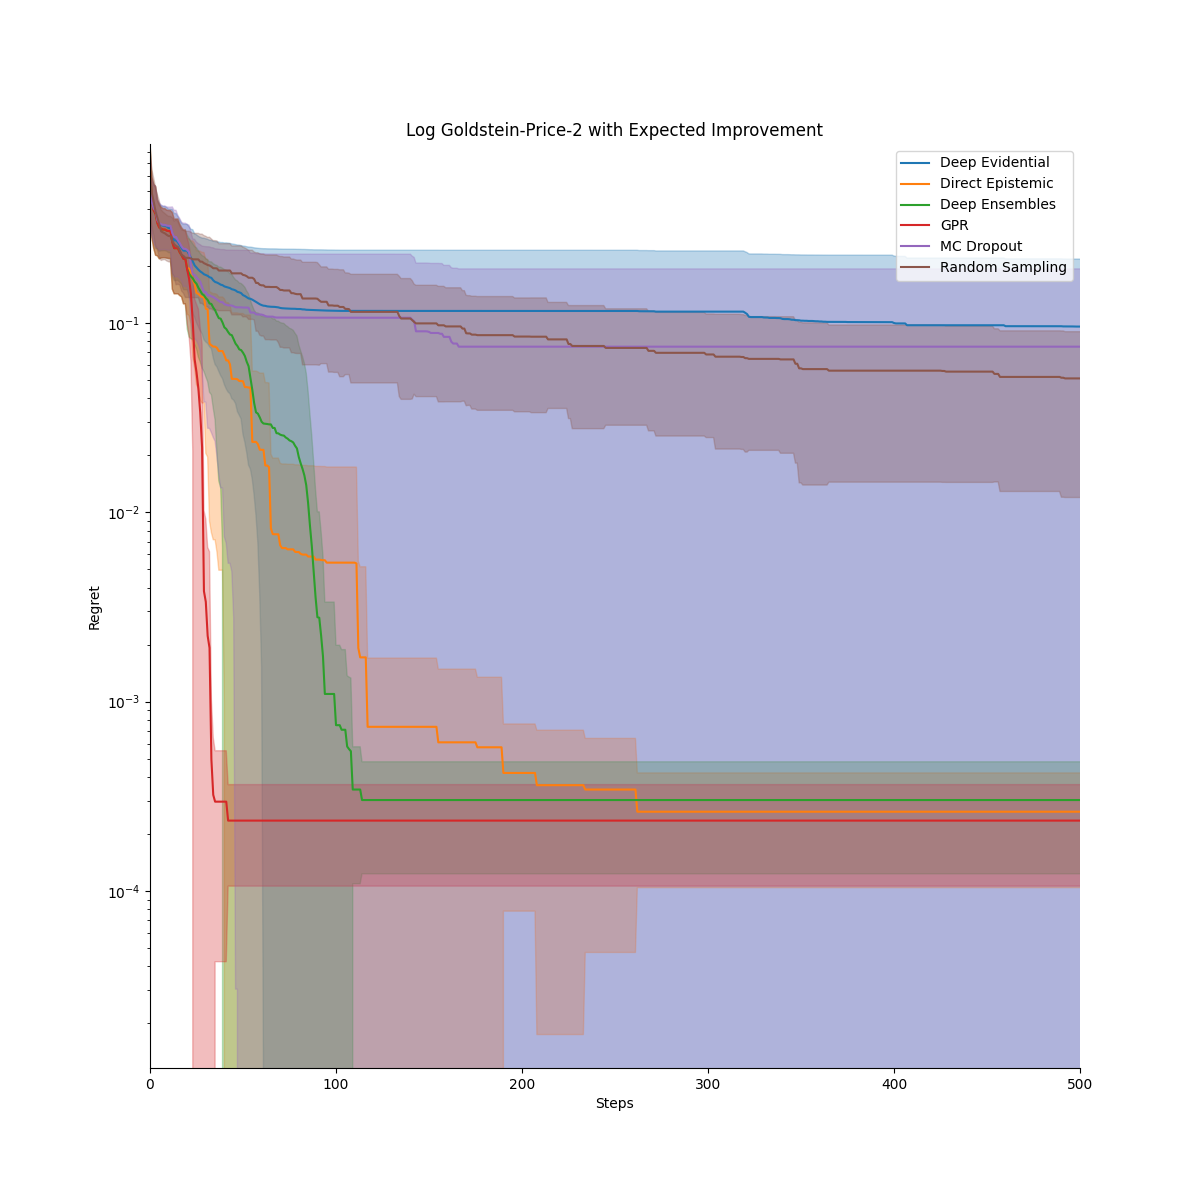 Log Goldstein-Price-2 with Expected Improvement
Deep Evidential
Direct Epistemic
Deep Ensembles
GPR
MC Dropout
Random Sampling
Regret
10⁻¹
10⁻²
10⁻³
10⁻⁴
0 100 200 300 400 500
Steps